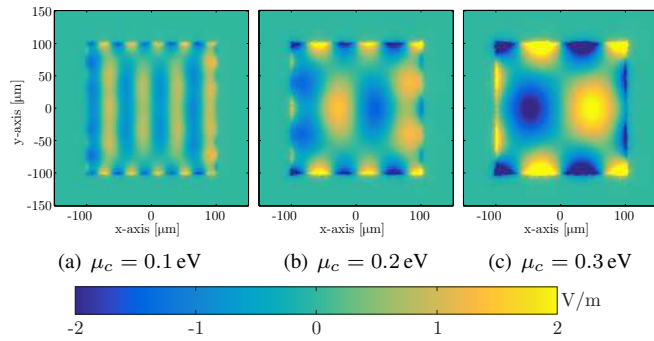 150
100
50
0
-50
-100
-150
y-axis [µm]
-100 0 100
-100 0 100
-100 0 100
x-axis [µm] x-axis [µm] x-axis [µm]
(a) μc = 0.1 eV (b) μc = 0.2 eV (c) μc = 0.3 eV
V/m
-2 -1 0 1 2